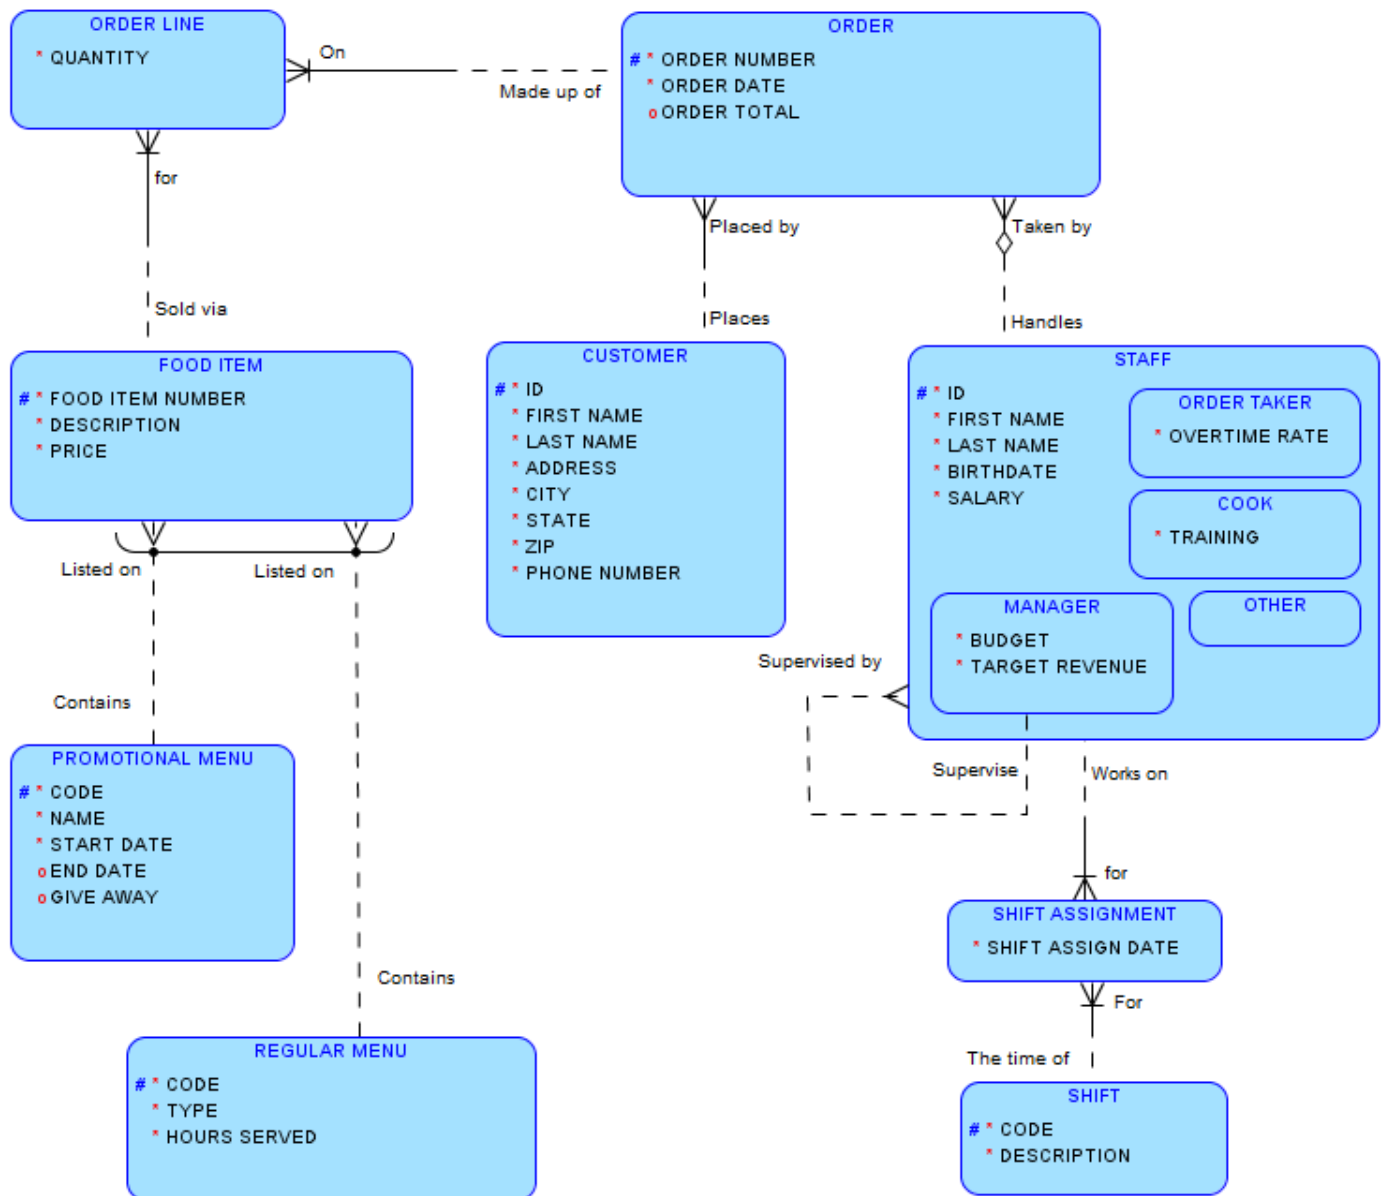 ORDER LINE
* QUANTITY
On
Made up of
ORDER
# * ORDER NUMBER
* ORDER DATE
o ORDER TOTAL
for
Sold via
Placed by
Places
Taken by
Handles
FOOD ITEM
# * FOOD ITEM NUMBER
* DESCRIPTION
* PRICE
CUSTOMER
# * ID
* FIRST NAME
* LAST NAME
* ADDRESS
* CITY
* STATE
* ZIP
* PHONE NUMBER
STAFF
# * ID
* FIRST NAME
* LAST NAME
* BIRTHDATE
* SALARY
ORDER TAKER
* OVERTIME RATE
COOK
* TRAINING
OTHER
MANAGER
* BUDGET
* TARGET REVENUE
Listed on
Listed on
Contains
Supervised by
Supervise
Works on
PROMOTIONAL MENU
# * CODE
* NAME
* START DATE
o END DATE
o GIVE AWAY
Contains
for
SHIFT ASSIGNMENT
* SHIFT ASSIGN DATE
For
The time of
REGULAR MENU
# * CODE
* TYPE
* HOURS SERVED
SHIFT
# * CODE
* DESCRIPTION